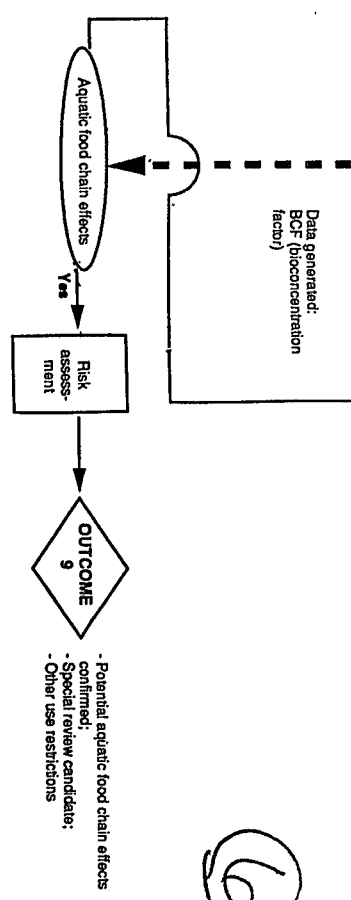 Data generated:
BCF (bioconcentration
factor)
Aquatic food chain effects
Yes
Risk
assess-
ment
OUTCOME
9
- Potential aquatic food chain effects
confirmed;
- Special review candidate;
- Other use restrictions